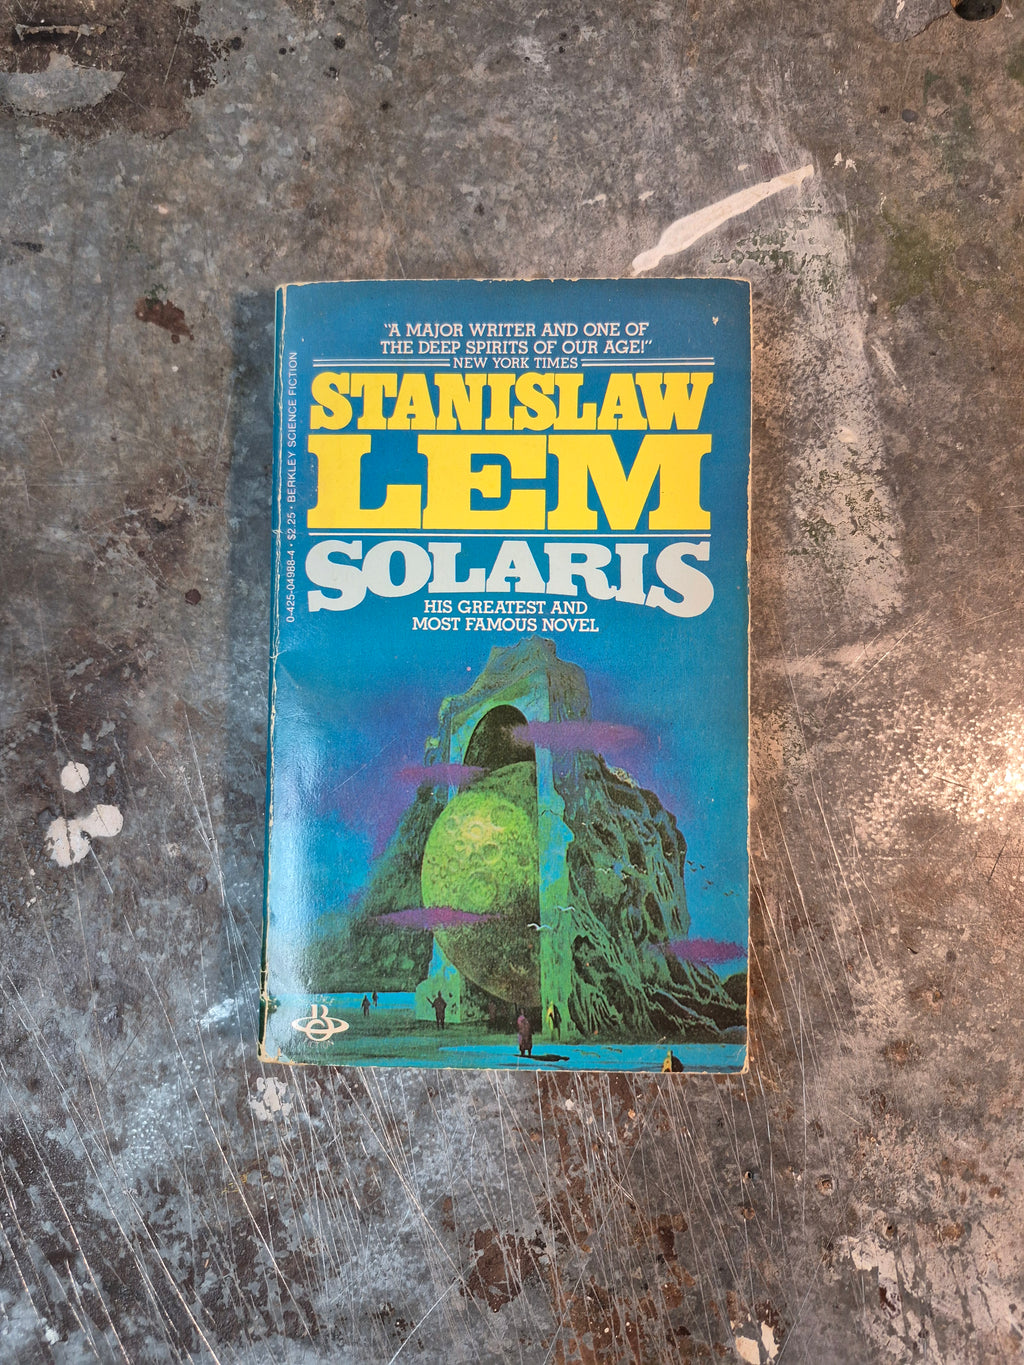 "A MAJOR WRITER AND ONE OF
THE DEEP SPIRITS OF OUR AGE!"
NEW YORK TIMES
STANISLAW
LEM
SOLARIS
HIS GREATEST AND
MOST FAMOUS NOVEL
0-425-04988-4 • $2.25 • BERKLEY SCIENCE FICTION
B